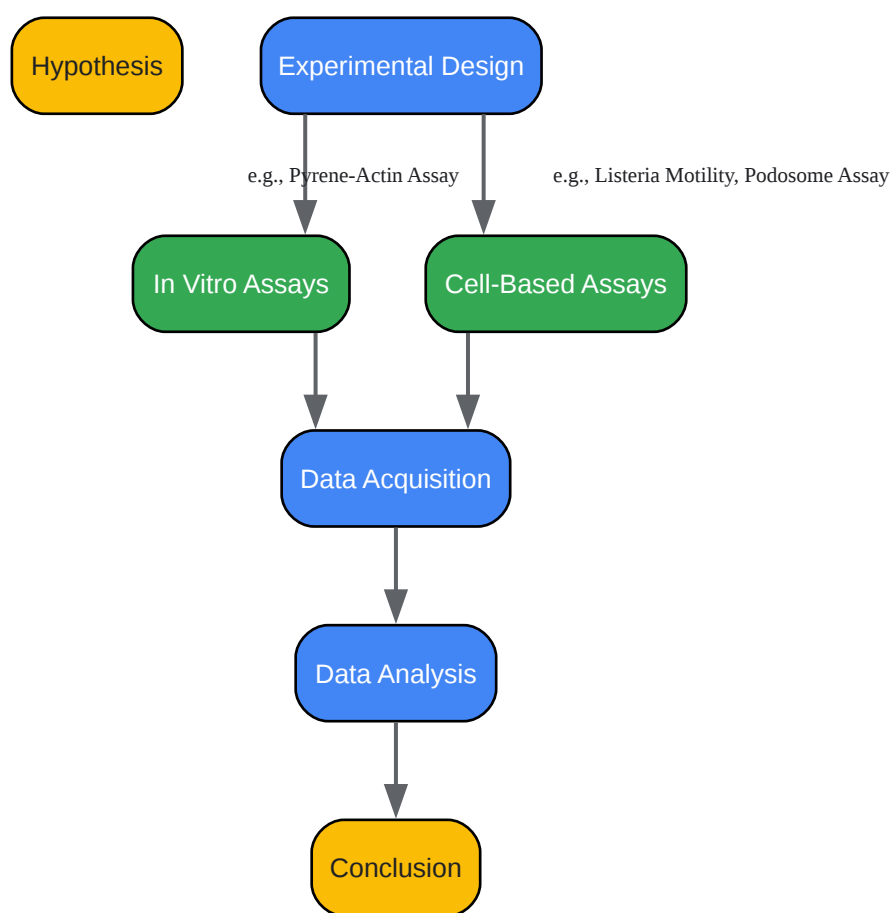 Hypothesis
Experimental Design
e.g., Pyrene-Actin Assay
e.g., Listeria Motility, Podosome Assay
In Vitro Assays
Cell-Based Assays
Data Acquisition
Data Analysis
Conclusion